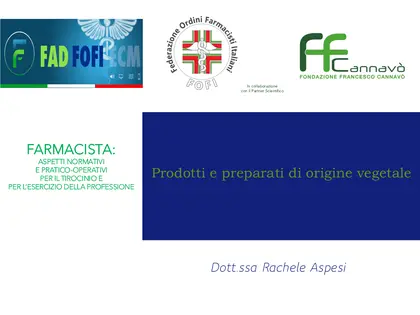 FAD FOFI ECM
Federazione Ordini Farmacisti Italiani
FOFI
In collaborazione
con il Partner Scientifico
Cannavò
FONDAZIONE FRANCESCO CANNAVÒ
FARMACISTA:
ASPETTI NORMATIVI
E PRATICO-OPERATIVI
PER IL TIROCINIO E
PER L'ESERCIZIO DELLA PROFESSIONE
Prodotti e preparati di origine vegetale
Dott.ssa Rachele Aspesi